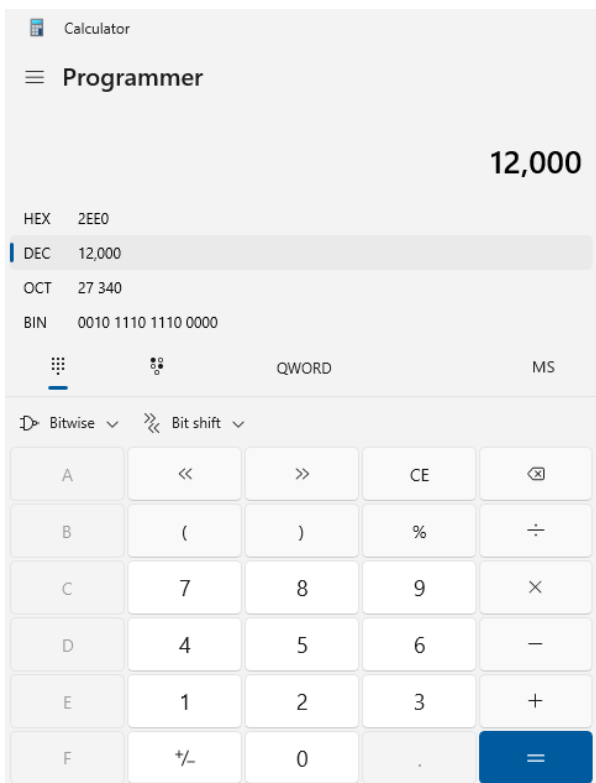 Calculator
Programmer
12,000
HEX 2EE0
DEC 12,000
OCT 27 340
BIN 0010 1110 1110 0000
QWORD MS
Bitwise Bit shift
A « » CE
B ( ) % ÷
C 7 8 9 ×
D 4 5 6 −
E 1 2 3 +
F +/− 0 . =